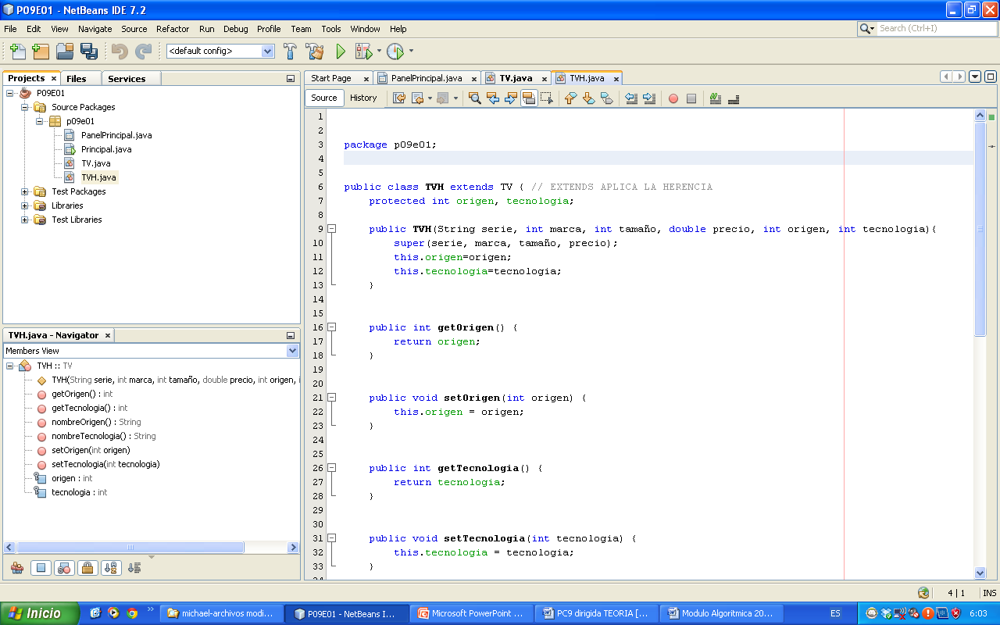 P09E01 - NetBeans IDE 7.2
File Edit View Navigate Source Refactor Run Debug Profile Team Tools Window Help
Search (Ctrl+I)
<default config>
Projects Files Services
P09E01
Source Packages
p09e01
PanelPrincipal.java
Principal.java
TV.java
TVH.java
Test Packages
Libraries
Test Libraries
TVH.java - Navigator
Members View
TVH :: TV
TVH(String serie, int marca, int tamaño, double precio, int origen, i
getOrigen() : int
getTecnologia() : int
nombreOrigen() : String
nombreTecnologia() : String
setOrigen(int origen)
setTecnologia(int tecnologia)
origen : int
tecnologia : int
Start Page PanelPrincipal.java TV.java TVH.java
Source History
1
2
3 package p09e01;
4
5
6 public class TVH extends TV { // EXTENDS APLICA LA HERENCIA
7 protected int origen, tecnologia;
8
9 public TVH(String serie, int marca, int tamaño, double precio, int origen, int tecnologia){
10 super(serie, marca, tamaño, precio);
11 this.origen=origen;
12 this.tecnologia=tecnologia;
13 }
14
15
16 public int getOrigen() {
17 return origen;
18 }
19
20
21 public void setOrigen(int origen) {
22 this.origen = origen;
23 }
24
25
26 public int getTecnologia() {
27 return tecnologia;
28 }
29
30
31 public void setTecnologia(int tecnologia) {
32 this.tecnologia = tecnologia;
33 }
4 | 1 INS
Inicio
michael-archivos modi...
P09E01 - NetBeans I...
Microsoft PowerPoint ...
PC9 dirigida TEORIA [...
Modulo Algoritmica 20...
ES
6:03